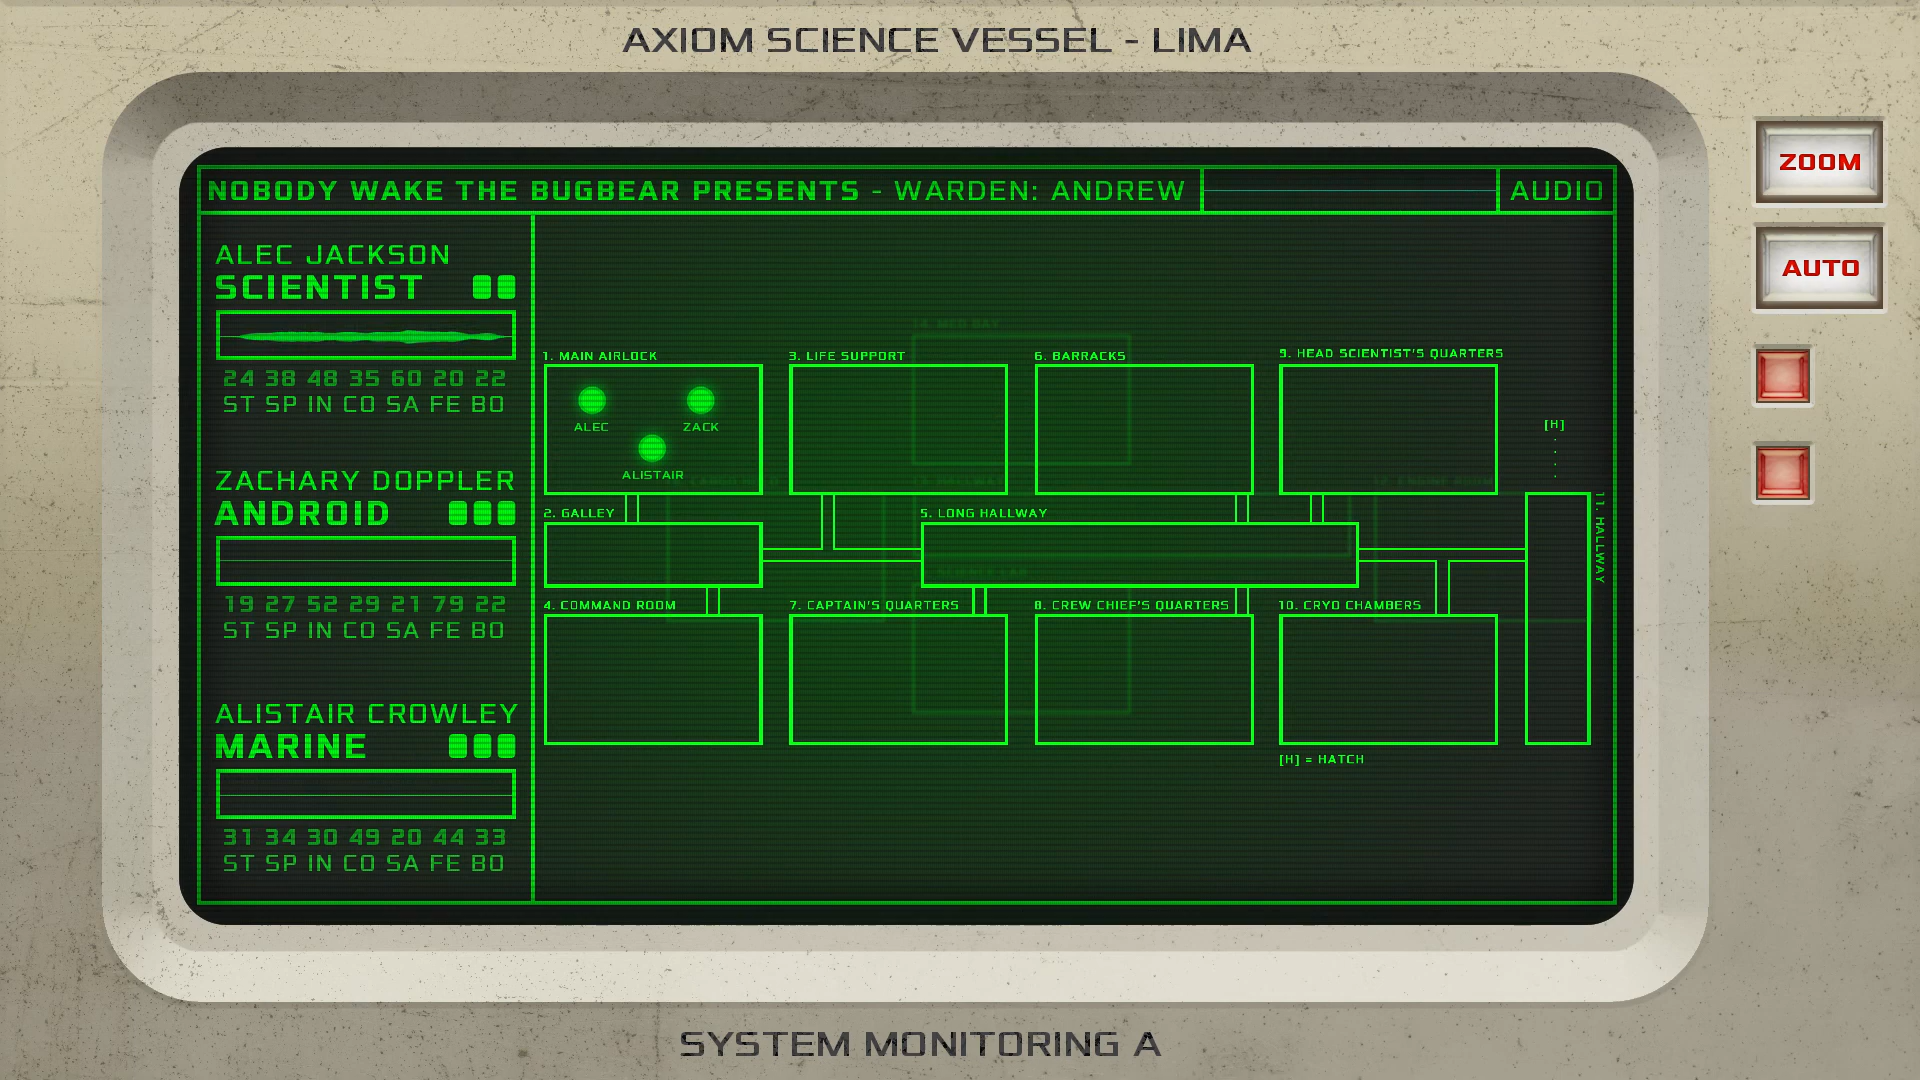 AXIOM SCIENCE VESSEL - LIMA
NOBODY WAKE THE BUGBEAR PRESENTS - WARDEN: ANDREW
AUDIO
ZOOM
AUTO
ALEC JACKSON
SCIENTIST
24 38 48 35 60 20 22
ST SP IN CO SA FE BO
ZACHARY DOPPLER
ANDROID
19 27 52 29 21 79 22
ST SP IN CO SA FE BO
ALISTAIR CROWLEY
MARINE
31 34 30 49 20 44 33
ST SP IN CO SA FE BO
1. MAIN AIRLOCK
ALEC
ZACK
ALISTAIR
3. LIFE SUPPORT
6. BARRACKS
9. HEAD SCIENTIST'S QUARTERS
[H]
2. GALLEY
5. LONG HALLWAY
11. HALLWAY
4. COMMAND ROOM
7. CAPTAIN'S QUARTERS
8. CREW CHIEF'S QUARTERS
10. CRYO CHAMBERS
[H] = HATCH
SYSTEM MONITORING A